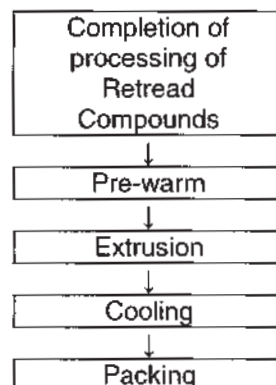 Completion of
processing of
Retread
Compounds
Pre-warm
Extrusion
Cooling
Packing